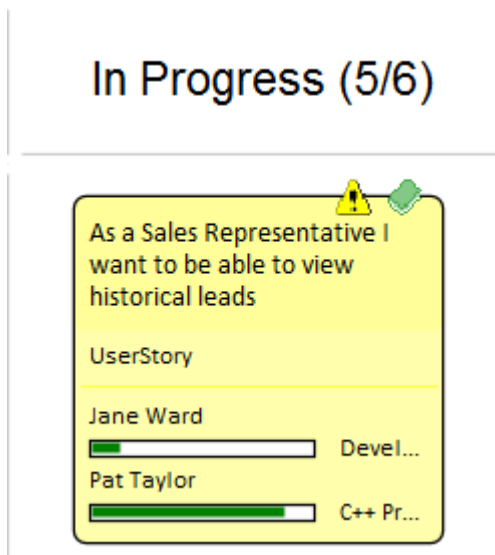 In Progress (5/6)
As a Sales Representative I
want to be able to view
historical leads
UserStory
Jane Ward
Devel...
Pat Taylor
C++ Pr...